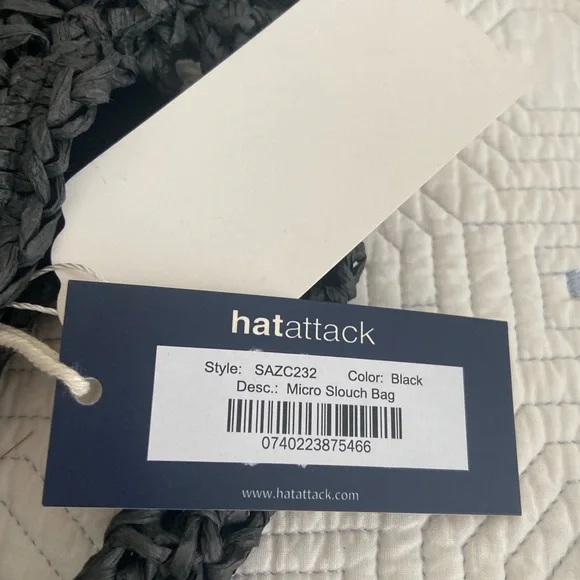 hatattack
Style: SAZC232 Color: Black
Desc.: Micro Slouch Bag
0740223875466
www.hatattack.com